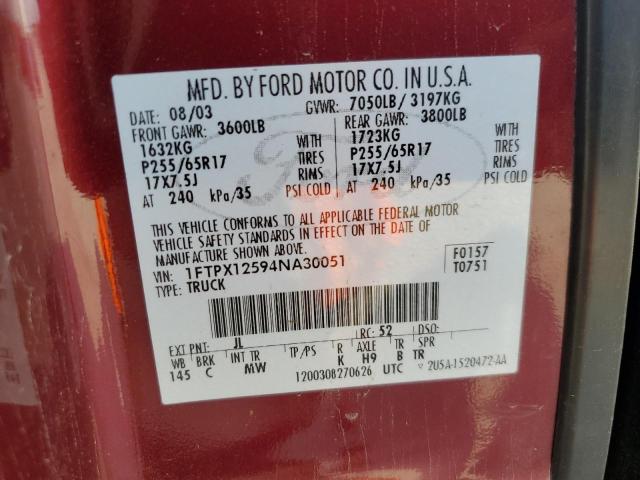 MFD. BY FORD MOTOR CO. IN U.S.A.
DATE: 08/03 GVWR: 7050LB/ 3197KG
FRONT GAWR: 3600LB REAR GAWR: 3800LB
1632KG WITH 1723KG WITH
P255/65R17 TIRES P255/65R17 TIRES
17X7.5J RIMS 17X7.5J RIMS
AT 240 kPa/35 PSI COLD AT 240 kPa/35 PSI COLD
THIS VEHICLE CONFORMS TO ALL APPLICABLE FEDERAL MOTOR
VEHICLE SAFETY STANDARDS IN EFFECT ON THE DATE OF
MANUFACTURE SHOWN ABOVE.
VIN: 1FTPX12594NA30051 F0157
TYPE: TRUCK T0751
EXT PNT: JL RC: 52 DSO:
WB BRK INT TR TP/PS R AXLE TR SPR
145 C MW K H9 B TR
1200308270626 UTC 2U5A-1520472-AA
Ford